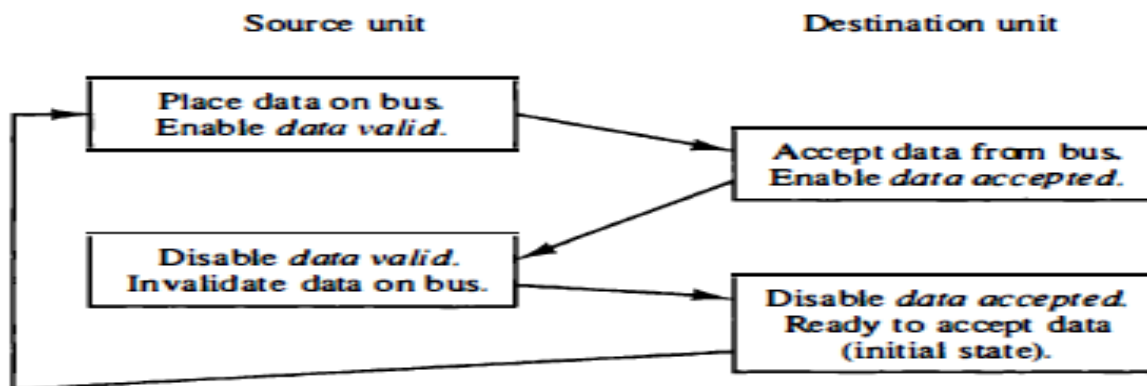 Source unit
Destination unit
Place data on bus.
Enable data valid.
Accept data from bus.
Enable data accepted.
Disable data valid.
Invalidate data on bus.
Disable data accepted.
Ready to accept data
(initial state).